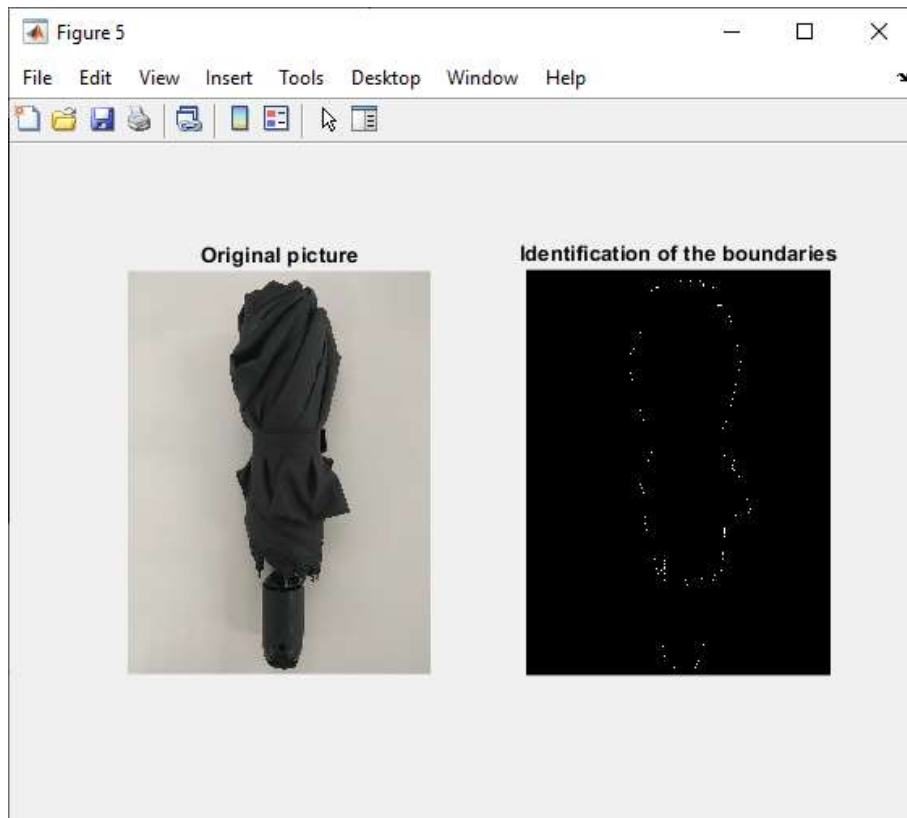 Figure 5
File Edit View Insert Tools Desktop Window Help
Original picture
Identification of the boundaries